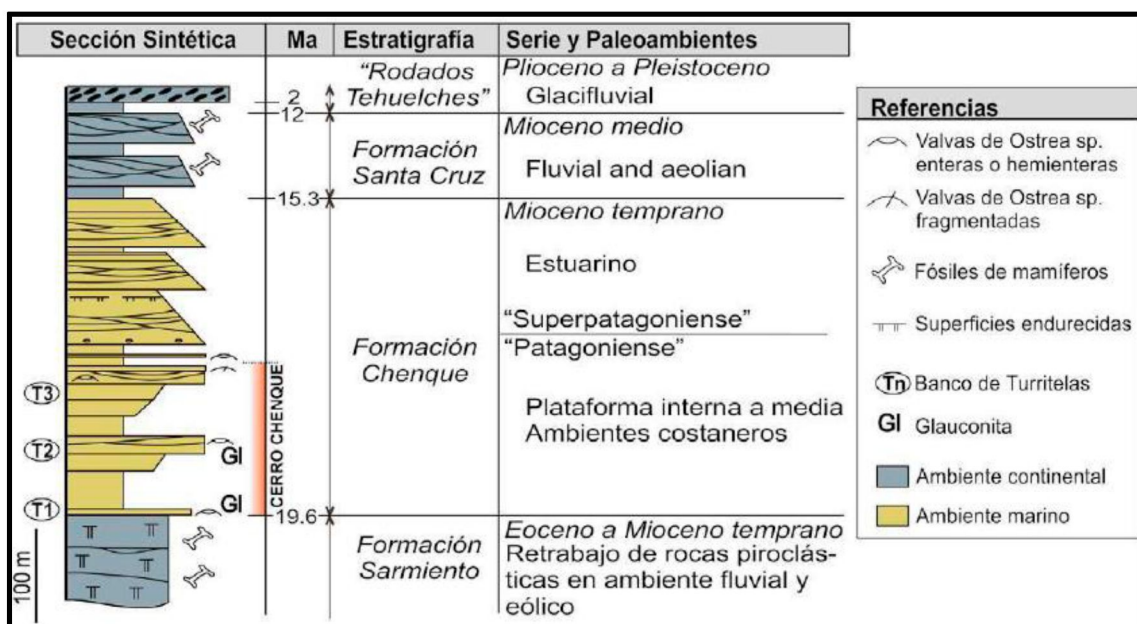 Sección Sintética
Ma
Estratigrafía
Serie y Paleoambientes
"Rodados
Tehuelches"
Plioceno a Pleistoceno
Glacifluvial
2
12
Formación
Santa Cruz
Mioceno medio
Fluvial and aeolian
15.3
Mioceno temprano
Estuarino
"Superpatagoniense"
"Patagoniense"
Formación
Chenque
Plataforma interna a media
Ambientes costaneros
CERRO CHENQUE
T3
T2
GI
T1
GI
19.6
Formación
Sarmiento
Eoceno a Mioceno temprano
Retrabajo de rocas piroclás-
ticas en ambiente fluvial y
eólico
100 m
Referencias
Valvas de Ostrea sp.
enteras o hemienteras
Valvas de Ostrea sp.
fragmentadas
Fósiles de mamíferos
Superficies endurecidas
Tn Banco de Turritelas
GI Glauconita
Ambiente continental
Ambiente marino